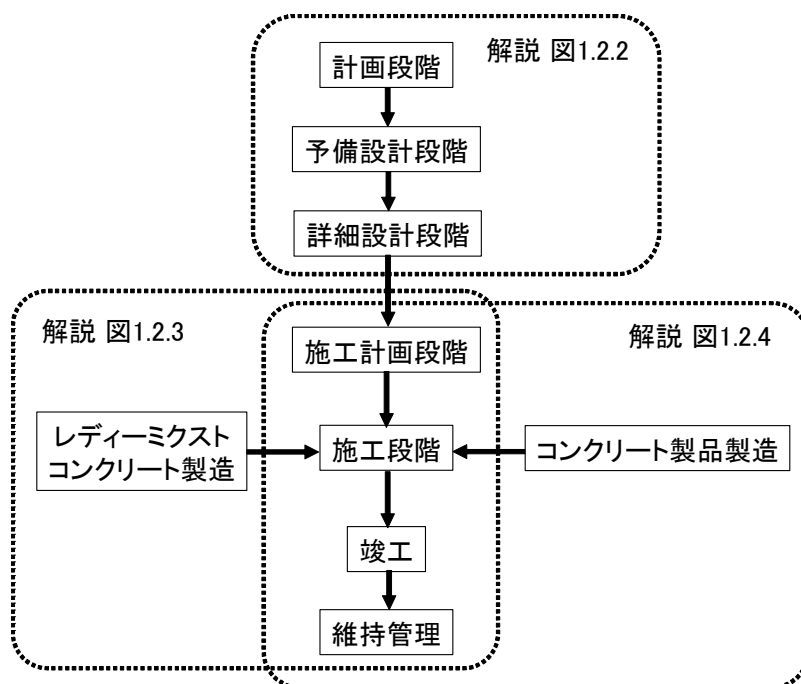 解説 図1.2.2
計画段階
予備設計段階
詳細設計段階
解説 図1.2.3
解説 図1.2.4
施工計画段階
レディーミクスト
コンクリート製造
施工段階
コンクリート製品製造
竣工
維持管理